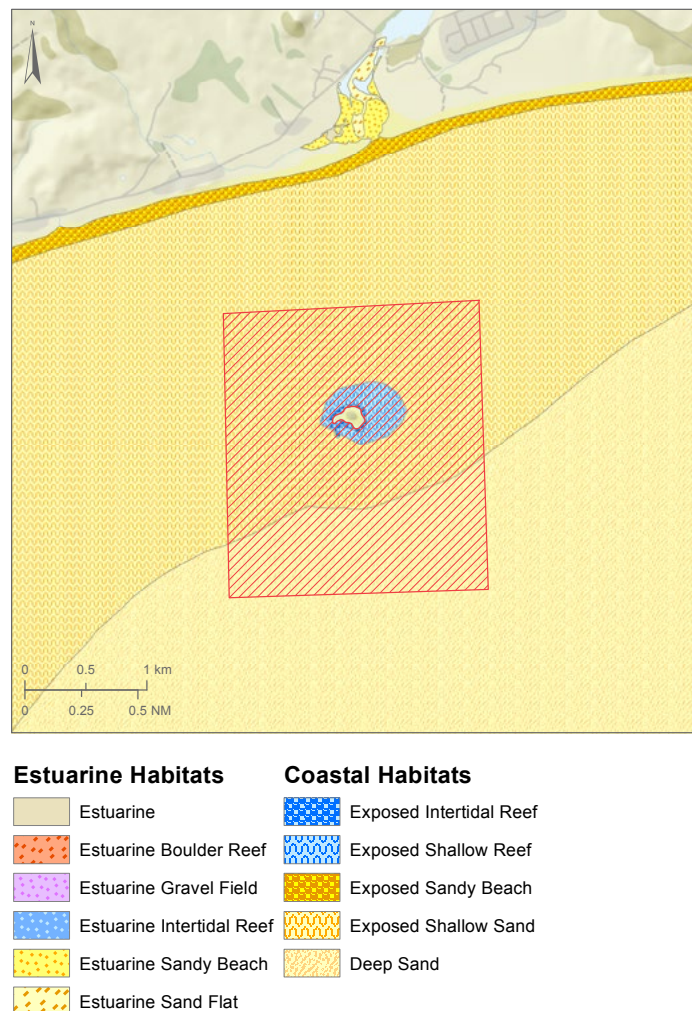 N
0 0.5 1 km
0 0.25 0.5 NM
Estuarine Habitats
Estuarine
Estuarine Boulder Reef
Estuarine Gravel Field
Estuarine Intertidal Reef
Estuarine Sandy Beach
Estuarine Sand Flat
Coastal Habitats
Exposed Intertidal Reef
Exposed Shallow Reef
Exposed Sandy Beach
Exposed Shallow Sand
Deep Sand